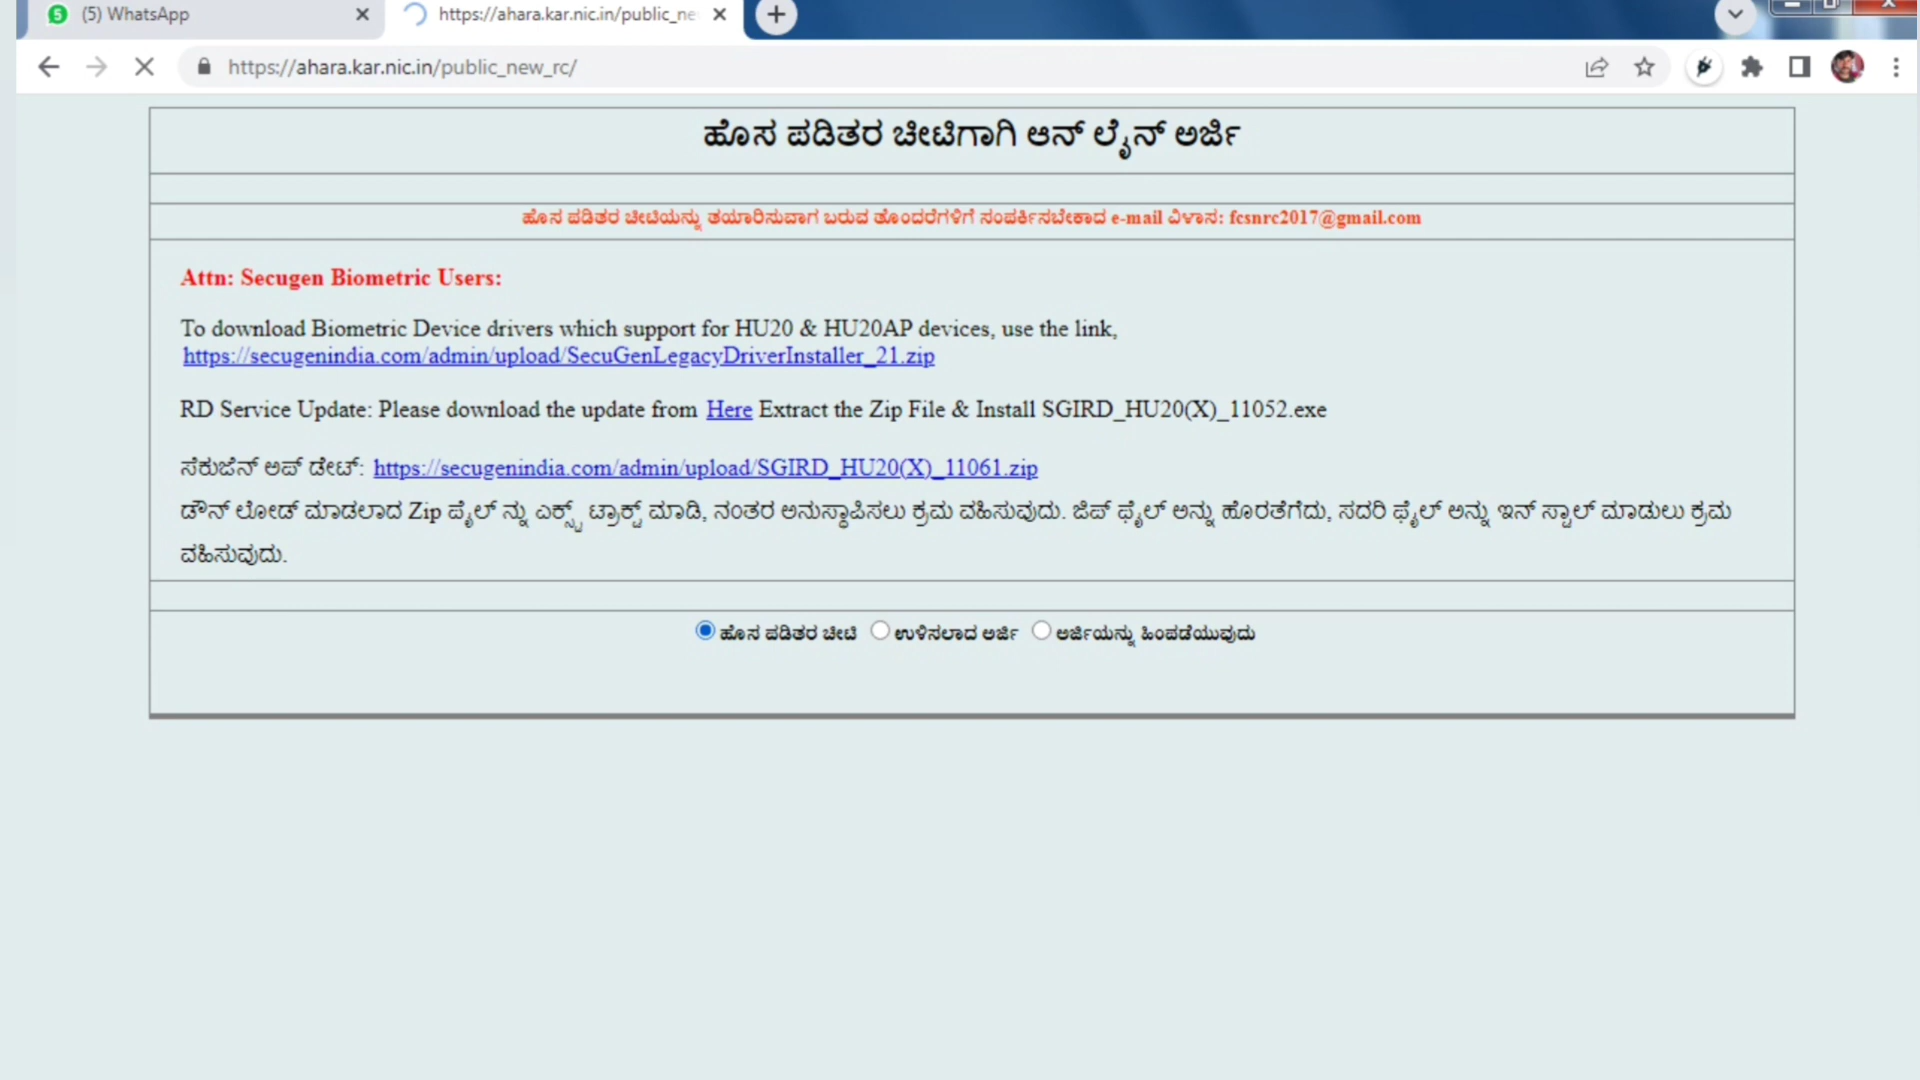 (5) WhatsApp
https://ahara.kar.nic.in/public_ne
https://ahara.kar.nic.in/public_new_rc/
ಹೊಸ ಪಡಿತರ ಚೀಟಿಗಾಗಿ ಆನ್ ಲೈನ್ ಅರ್ಜಿ
ಹೊಸ ಪಡಿತರ ಚೀಟಿಯನ್ನು ತಯಾರಿಸುವಾಗ ಬರುವ ತೊಂದರೆಗಳಿಗೆ ಸಂಪರ್ಕಿಸಬೇಕಾದ e-mail ವಿಳಾಸ: fcsnrc2017@gmail.com
Attn: Secugen Biometric Users:
To download Biometric Device drivers which support for HU20 & HU20AP devices, use the link,
https://secugenindia.com/admin/upload/SecuGenLegacyDriverInstaller_21.zip
RD Service Update: Please download the update from Here Extract the Zip File & Install SGIRD_HU20(X)_11052.exe
ಸೆಕುಜೆನ್ ಅಪ್ ಡೇಟ್: https://secugenindia.com/admin/upload/SGIRD_HU20(X)_11061.zip
ಡೌನ್ ಲೋಡ್ ಮಾಡಲಾದ Zip ಫೈಲ್ ನ್ನು ಎಕ್ಸ್ಟ್ ಟ್ರಾಕ್ಟ್ ಮಾಡಿ, ನಂತರ ಅನುಸ್ಥಾಪಿಸಲು ಕ್ರಮ ವಹಿಸುವುದು. ಜಿಪ್ ಫೈಲ್ ಅನ್ನು ಹೊರತೆಗೆದು, ಸದರಿ ಫೈಲ್ ಅನ್ನು ಇನ್ ಸ್ಟಾಲ್ ಮಾಡುಲು ಕ್ರಮ
ವಹಿಸುವುದು.
ಹೊಸ ಪಡಿತರ ಚೀಟಿ ಉಳಿಸಲಾದ ಅರ್ಜಿ ಅರ್ಜಿಯನ್ನು ಹಿಂಪಡೆಯುವುದು